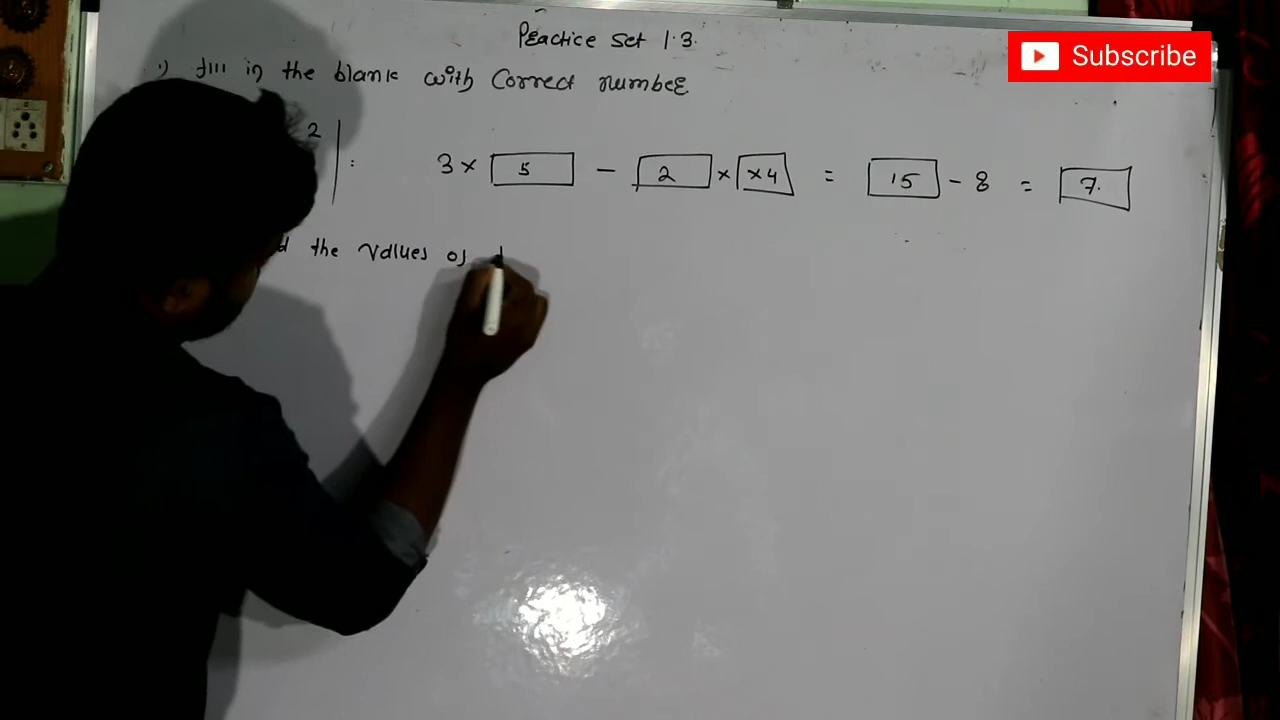 Practice Set 1.3.
1) fill in the blank with Correct number
2 | : 3 × 5 - 2 × ×4 = 15 - 8 = 7.
the values of
Subscribe